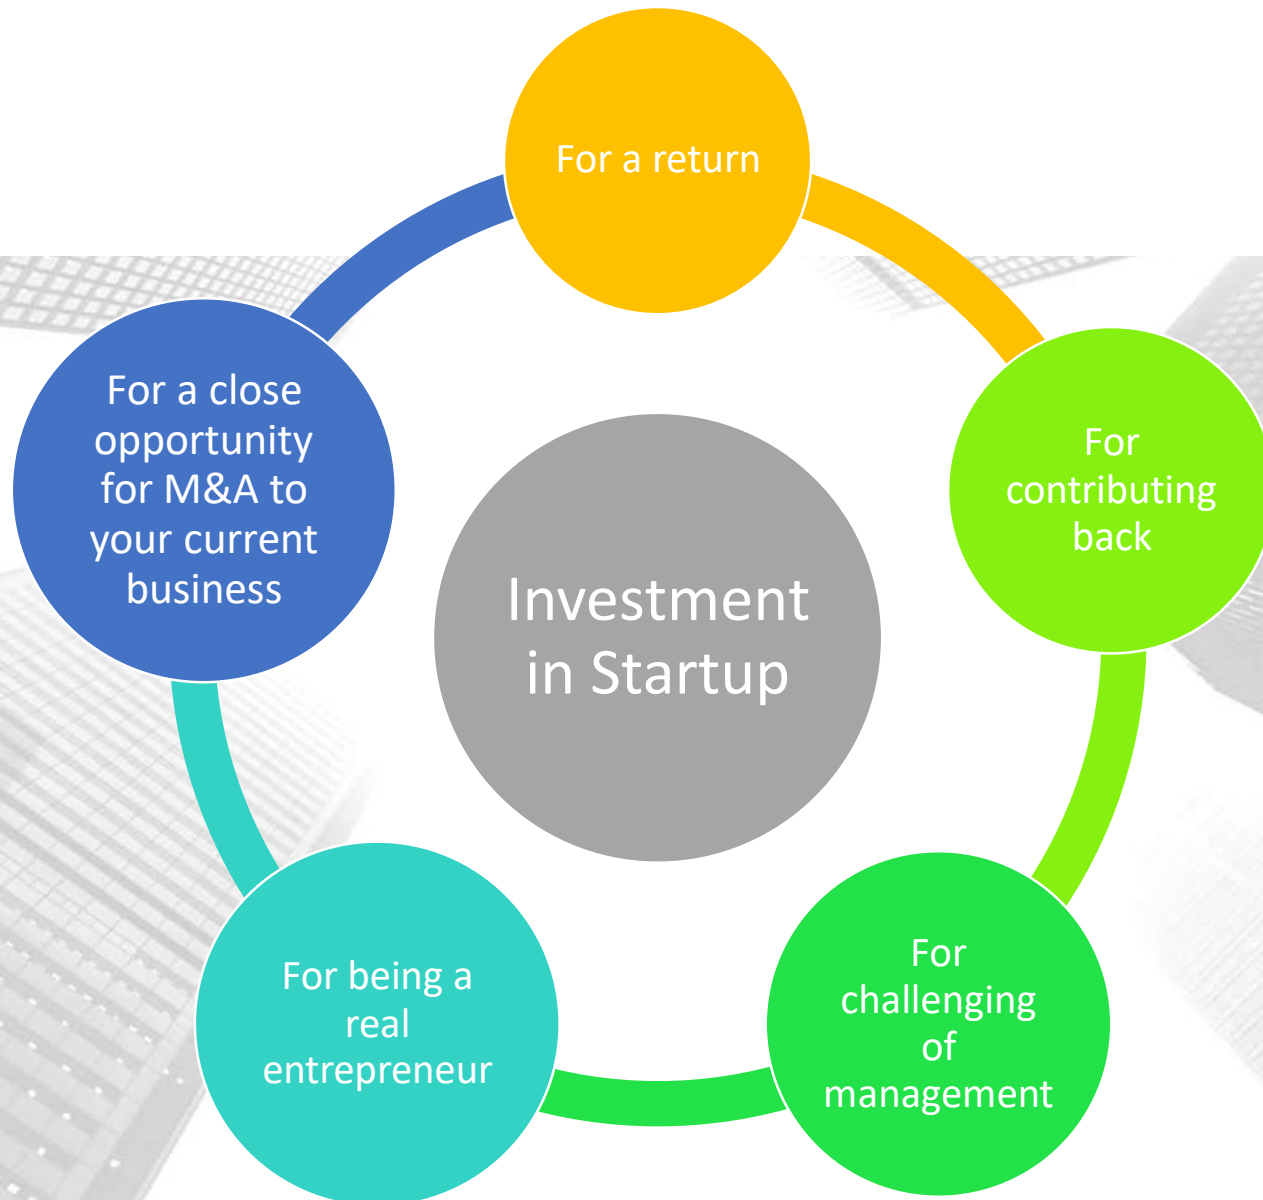 For a return
For
contributing
back
For
challenging
of
management
For being a
real
entrepreneur
For a close
opportunity
for M&A to
your current
business
Investment
in Startup